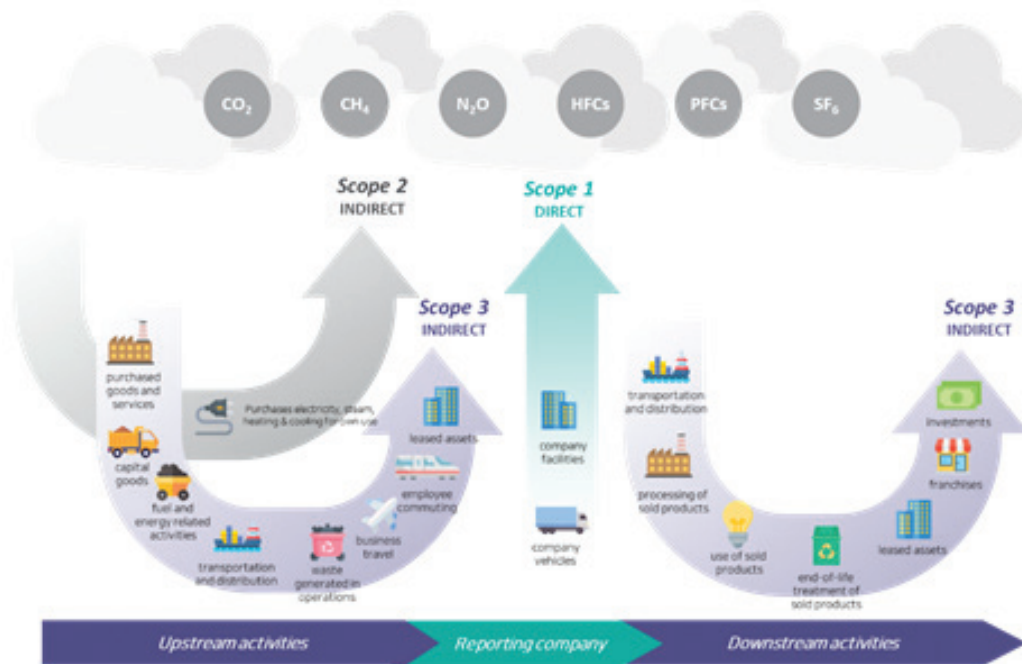 CO₂
CH₄
N₂O
HFCs
PFCs
SF₆
Scope 2
INDIRECT
Scope 1
DIRECT
Scope 3
INDIRECT
Scope 3
INDIRECT
purchased
goods and
services
capital
goods
fuel and
energy related
activities
transportation
and distribution
waste
generated in
operations
business
travel
employee
commuting
leased assets
Purchases electricity, steam,
heating & cooling for own use
company
facilities
company
vehicles
transportation
and distribution
processing of
sold products
use of sold
products
end-of-life
treatment of
sold products
leased assets
franchises
investments
Upstream activities
Reporting company
Downstream activities